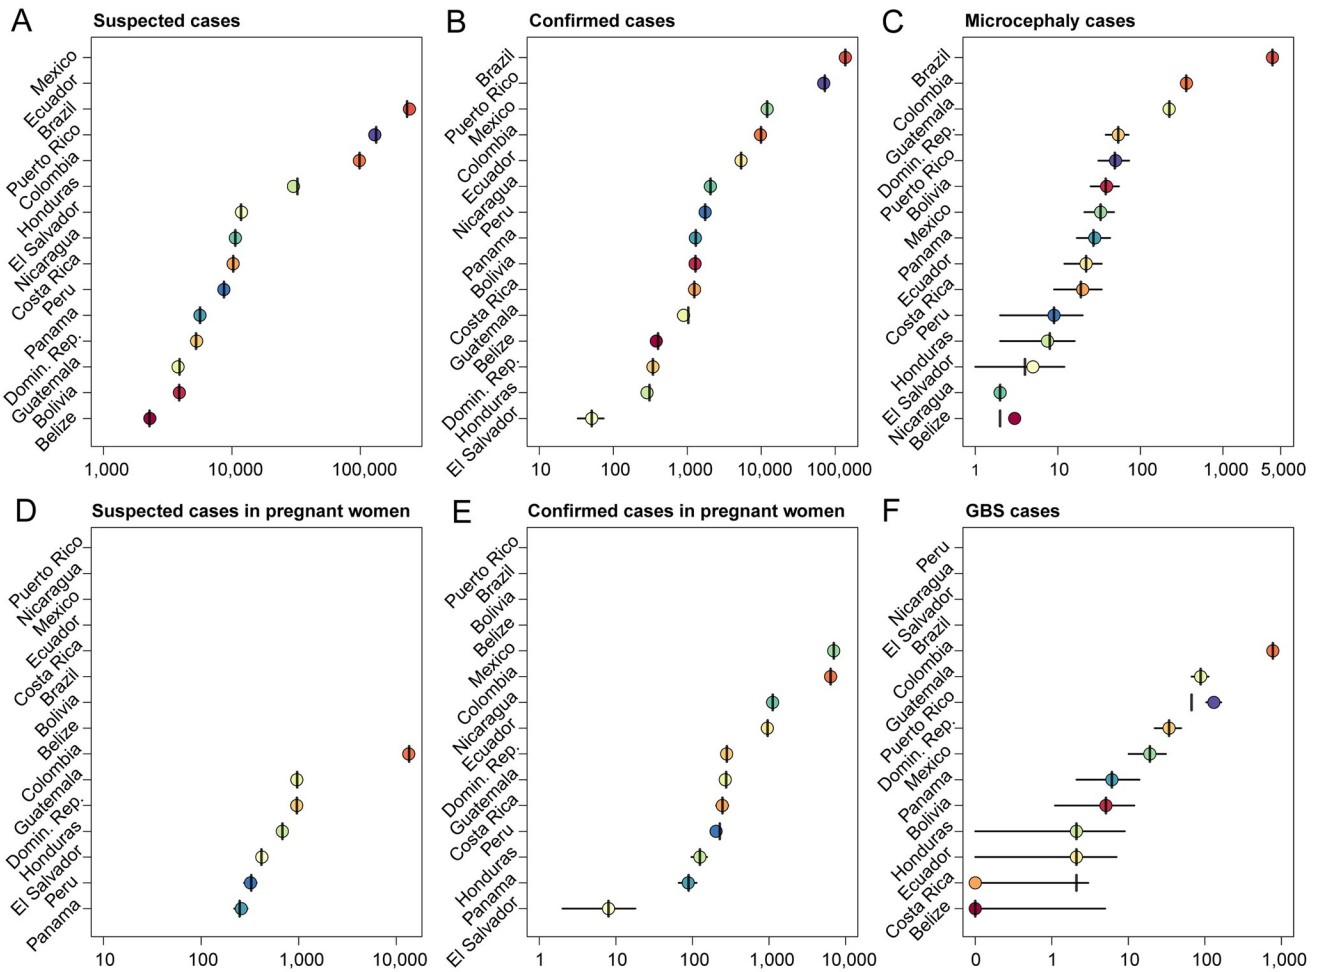 A Suspected cases
Mexico
Ecuador
Brazil
Puerto Rico
Colombia
Honduras
El Salvador
Nicaragua
Costa Rica
Peru
Panama
Domin. Rep.
Guatemala
Bolivia
Belize
1,000 10,000 100,000
B Confirmed cases
Brazil
Puerto Rico
Mexico
Colombia
Ecuador
Nicaragua
Peru
Panama
Bolivia
Costa Rica
Guatemala
Belize
Domin. Rep.
Honduras
El Salvador
10 100 1,000 10,000 100,000
C Microcephaly cases
Brazil
Colombia
Guatemala
Domin. Rep.
Puerto Rico
Bolivia
Mexico
Panama
Ecuador
Costa Rica
Peru
Honduras
El Salvador
Nicaragua
Belize
1 10 100 1,000 5,000
D Suspected cases in pregnant women
Puerto Rico
Nicaragua
Mexico
Ecuador
Costa Rica
Brazil
Bolivia
Belize
Colombia
Guatemala
Domin. Rep.
Honduras
El Salvador
Peru
Panama
10 100 1,000 10,000
E Confirmed cases in pregnant women
Puerto Rico
Brazil
Bolivia
Belize
Mexico
Colombia
Nicaragua
Ecuador
Domin. Rep.
Guatemala
Costa Rica
Peru
Honduras
Panama
El Salvador
1 10 100 1,000 10,000
F GBS cases
Peru
Nicaragua
El Salvador
Brazil
Colombia
Guatemala
Puerto Rico
Domin. Rep.
Mexico
Panama
Bolivia
Honduras
Ecuador
Costa Rica
Belize
0 1 10 100 1,000